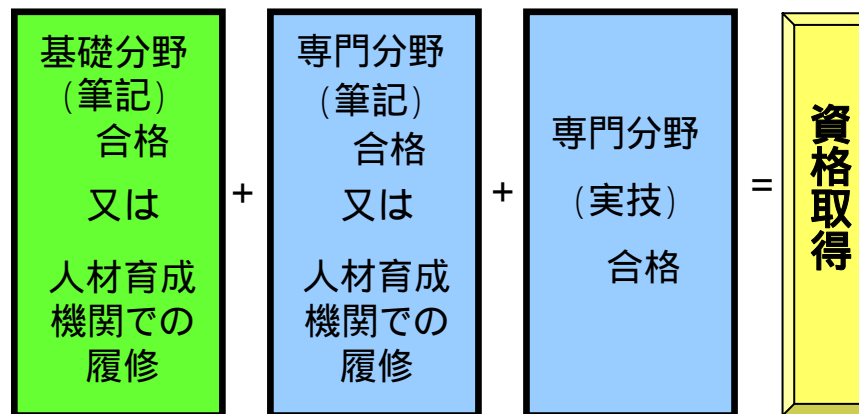 基礎分野
(筆記)
合格
又は
人材育成
機関での
履修
+
専門分野
(筆記)
合格
又は
人材育成
機関での
履修
+
専門分野
(実技)
合格
=
資格取得